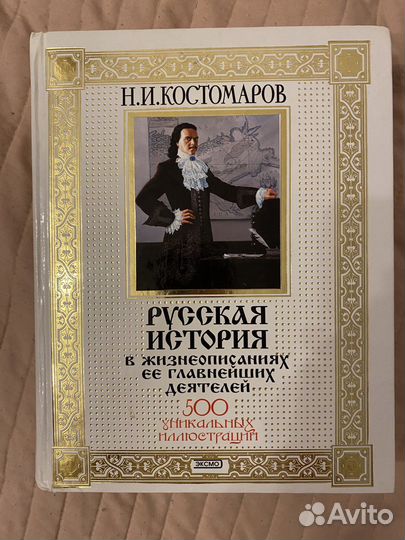 Н.И.КОСТОМАРОВ
РУССКАЯ
ИСТОРИЯ
В ЖИЗНЕОПИСАНИЯХ
ЕЕ ГЛАВНЕЙШИХ
ДЕЯТЕЛЕЙ
500
УНИКАЛЬНЫХ
ИЛЛЮСТРАЦИЙ
ЭКСМО
Avito